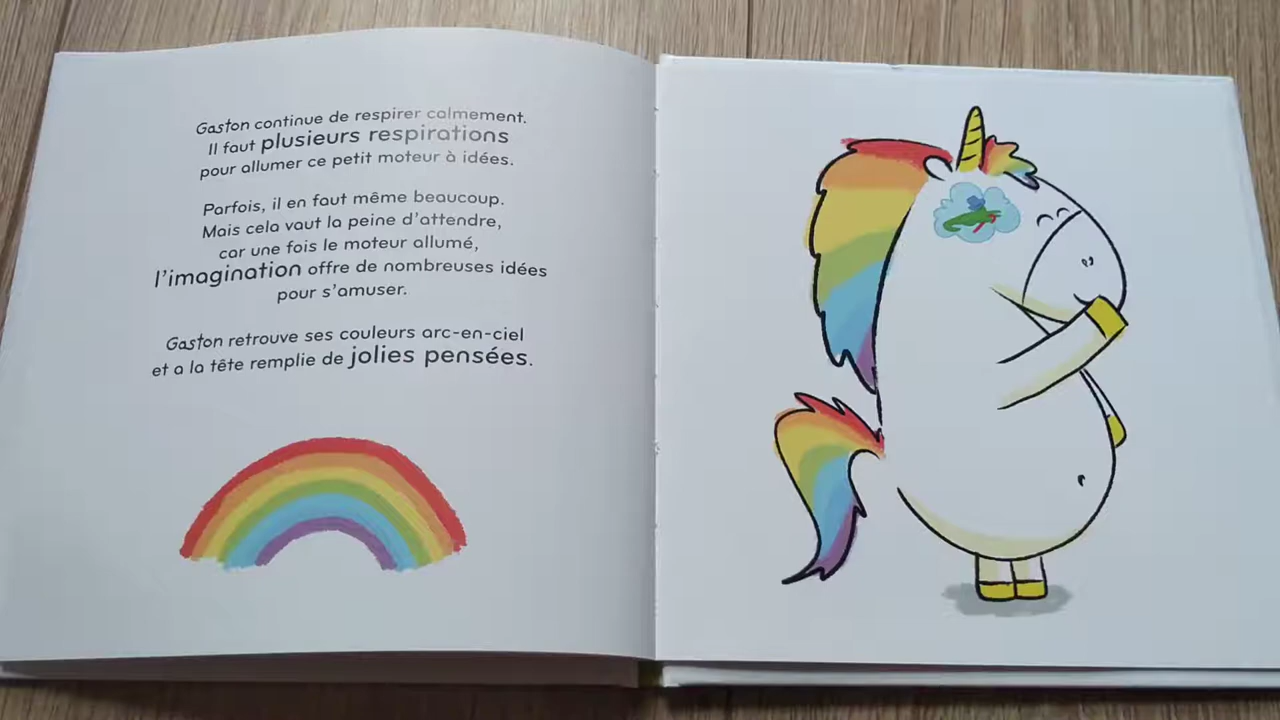 Gaston continue de respirer calmement.
Il faut plusieurs respirations
pour allumer ce petit moteur à idées.
Parfois, il en faut même beaucoup.
Mais cela vaut la peine d'attendre,
car une fois le moteur allumé,
l'imagination offre de nombreuses idées
pour s'amuser.
Gaston retrouve ses couleurs arc-en-ciel
et a la tête remplie de jolies pensées.